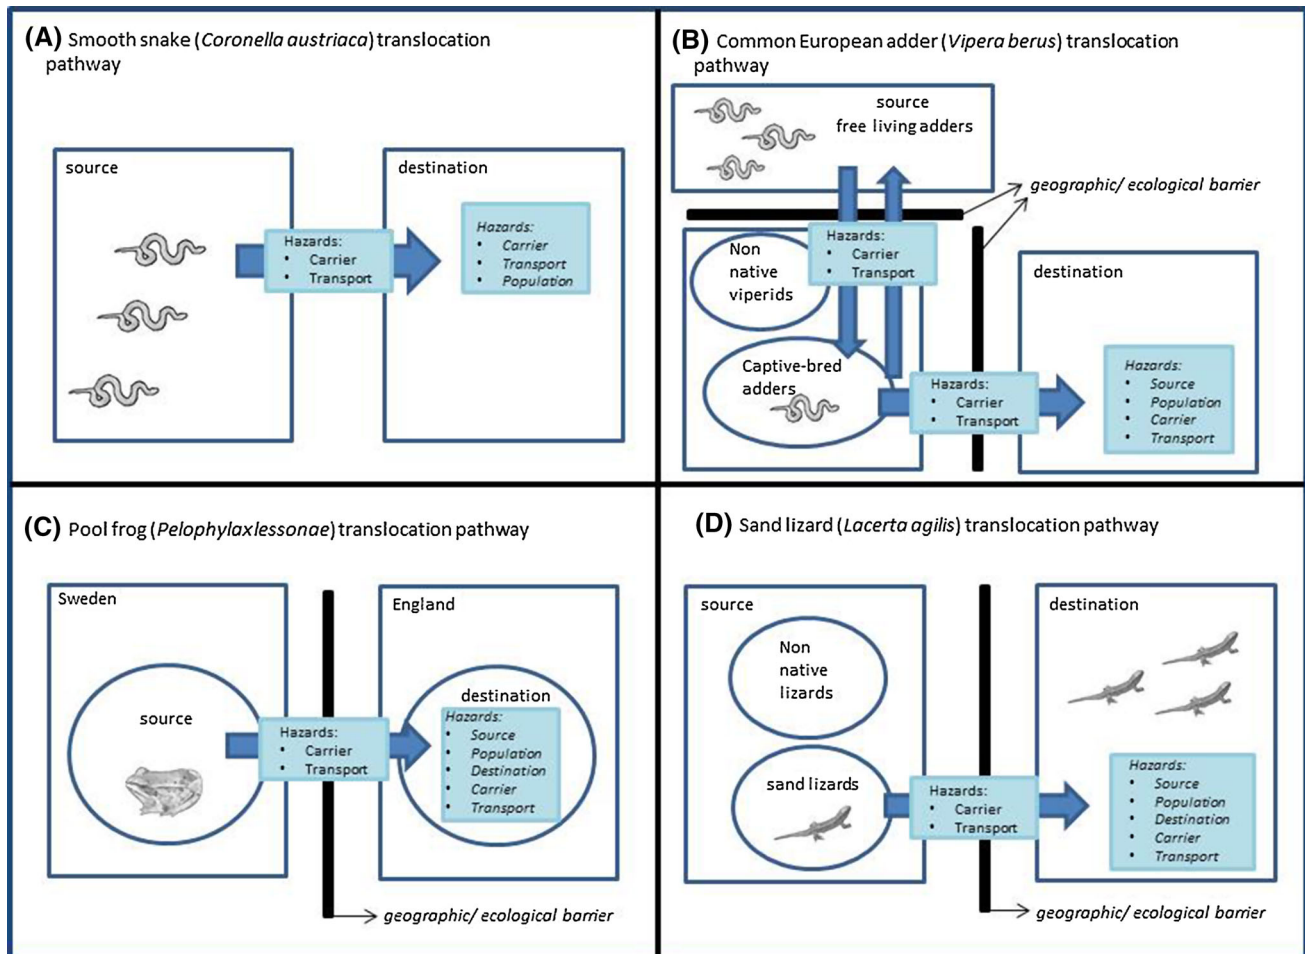 (A) Smooth snake (Coronella austriaca) translocation
pathway
source
Hazards:
• Carrier
• Transport
destination
Hazards:
• Carrier
• Transport
• Population
(B) Common European adder (Vipera berus) translocation
pathway
source
free living adders
geographic/ ecological barrier
Hazards:
• Carrier
• Transport
Non
native
viperids
Captive-bred
adders
Hazards:
• Carrier
• Transport
destination
Hazards:
• Source
• Population
• Carrier
• Transport
(C) Pool frog (Pelophylaxlessonae) translocation pathway
Sweden
source
Hazards:
• Carrier
• Transport
England
destination
Hazards:
• Source
• Population
• Destination
• Carrier
• Transport
geographic/ ecological barrier
(D) Sand lizard (Lacerta agilis) translocation pathway
source
Non
native
lizards
sand lizards
Hazards:
• Carrier
• Transport
destination
Hazards:
• Source
• Population
• Destination
• Carrier
• Transport
geographic/ ecological barrier